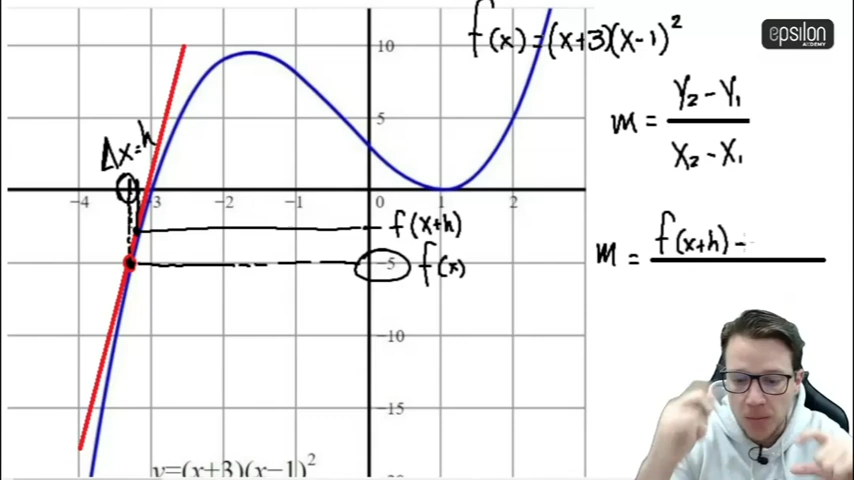 f(x)=(x+3)(x-1)²
epsilon
ACADEMY
m = Y₂-Y₁
X₂-X₁
m = f(x+h) -
Δx=h
10
5
-4 -3 -2 -1 0 1 2
f(x+h)
-5 f(x)
-10
-15
y=(x+3)(x-1)²